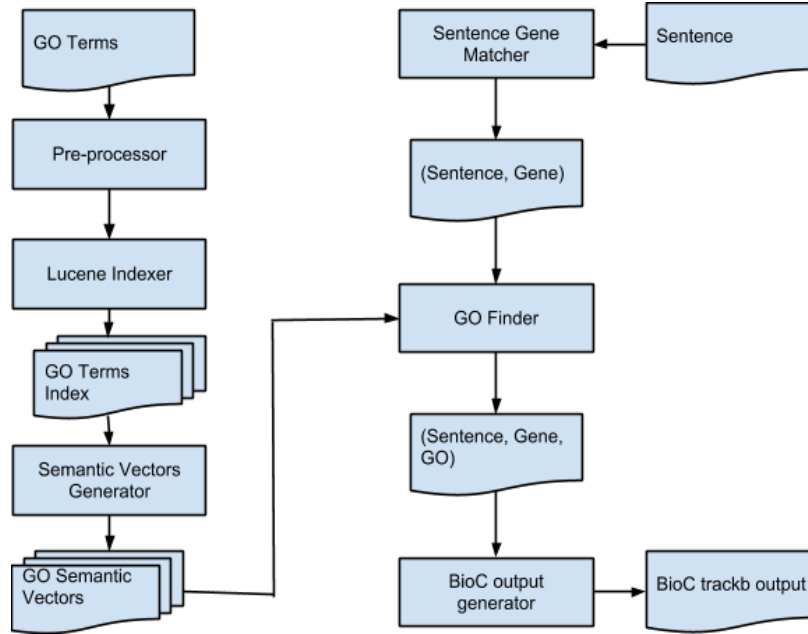 GO Terms
Pre-processor
Lucene Indexer
GO Terms
Index
Semantic Vectors
Generator
GO Semantic
Vectors
Sentence Gene
Matcher
Sentence
(Sentence, Gene)
GO Finder
(Sentence, Gene,
GO)
BioC output
generator
BioC trackb output